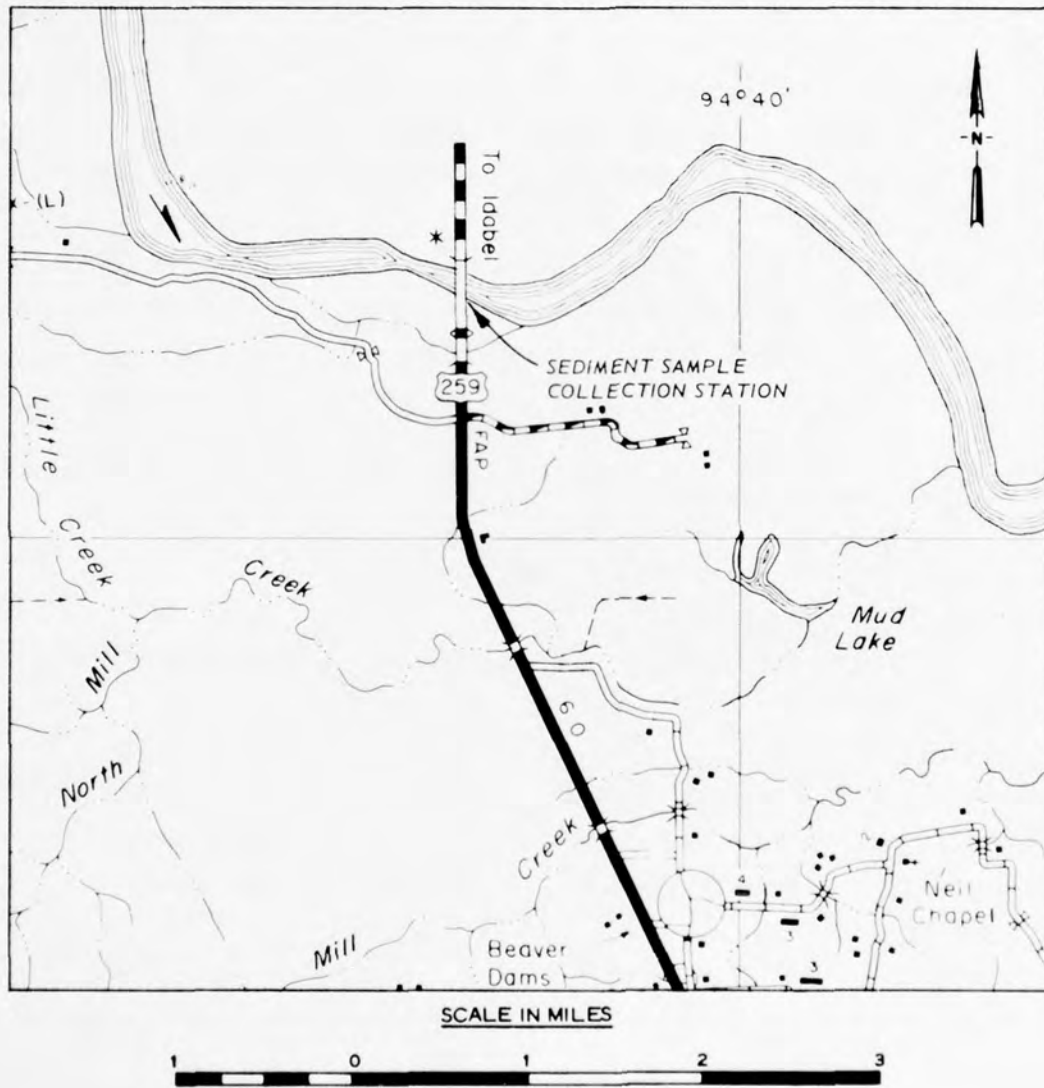 94°40'
-N-
To Idabel
(L)
SEDIMENT SAMPLE
COLLECTION STATION
259
FAP
Little
Creek
Creek
Mud
Lake
Mill
60
North
Creek
4
Neil
Chapel
3
Mill
Beaver
Dams
3
SCALE IN MILES
1 0 1 2 3